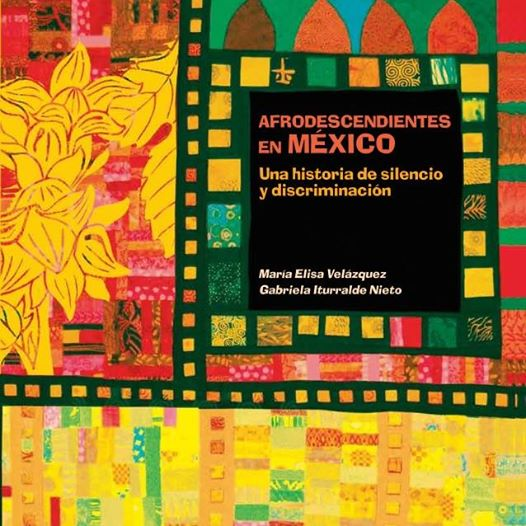 AFRODESCENDIENTES
EN MÉXICO
Una historia de silencio
y discriminación
María Elisa Velázquez
Gabriela Iturralde Nieto